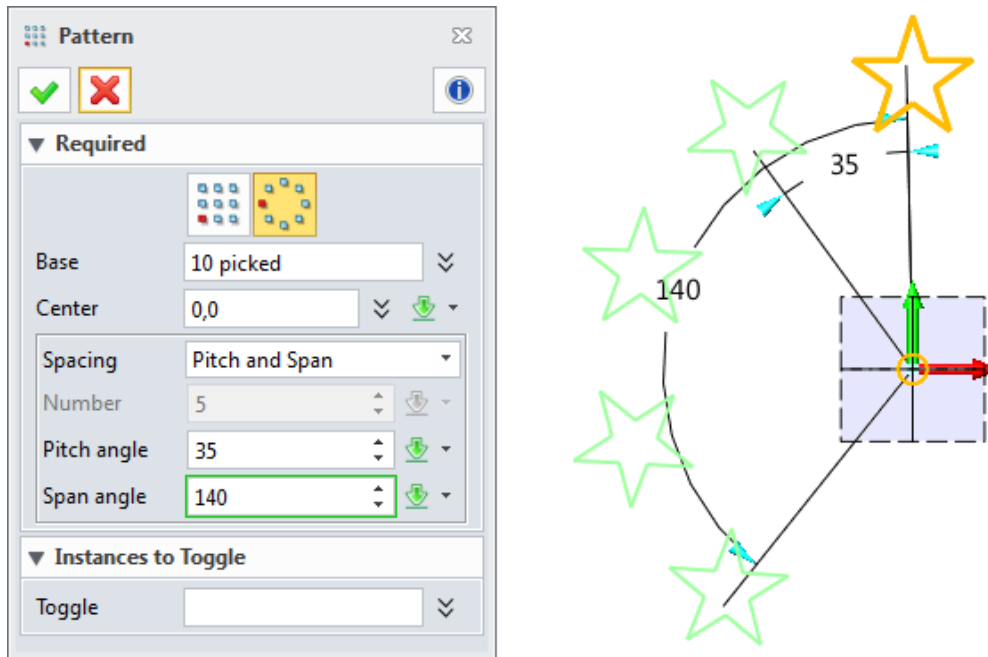 Pattern
Required
Base 10 picked
Center 0,0
Spacing Pitch and Span
Number 5
Pitch angle 35
Span angle 140
Instances to Toggle
Toggle
35
140